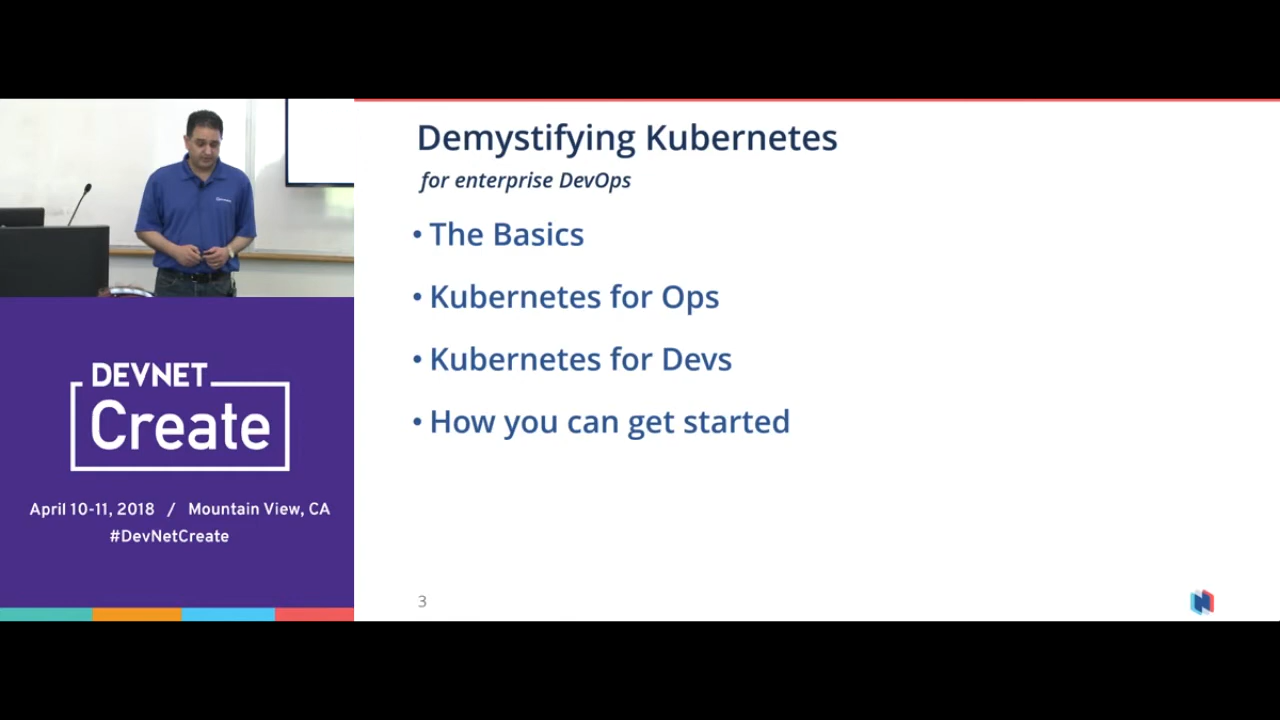 Demystifying Kubernetes
for enterprise DevOps
• The Basics
• Kubernetes for Ops
• Kubernetes for Devs
• How you can get started
3
DEVNET
Create
April 10-11, 2018 / Mountain View, CA
#DevNetCreate